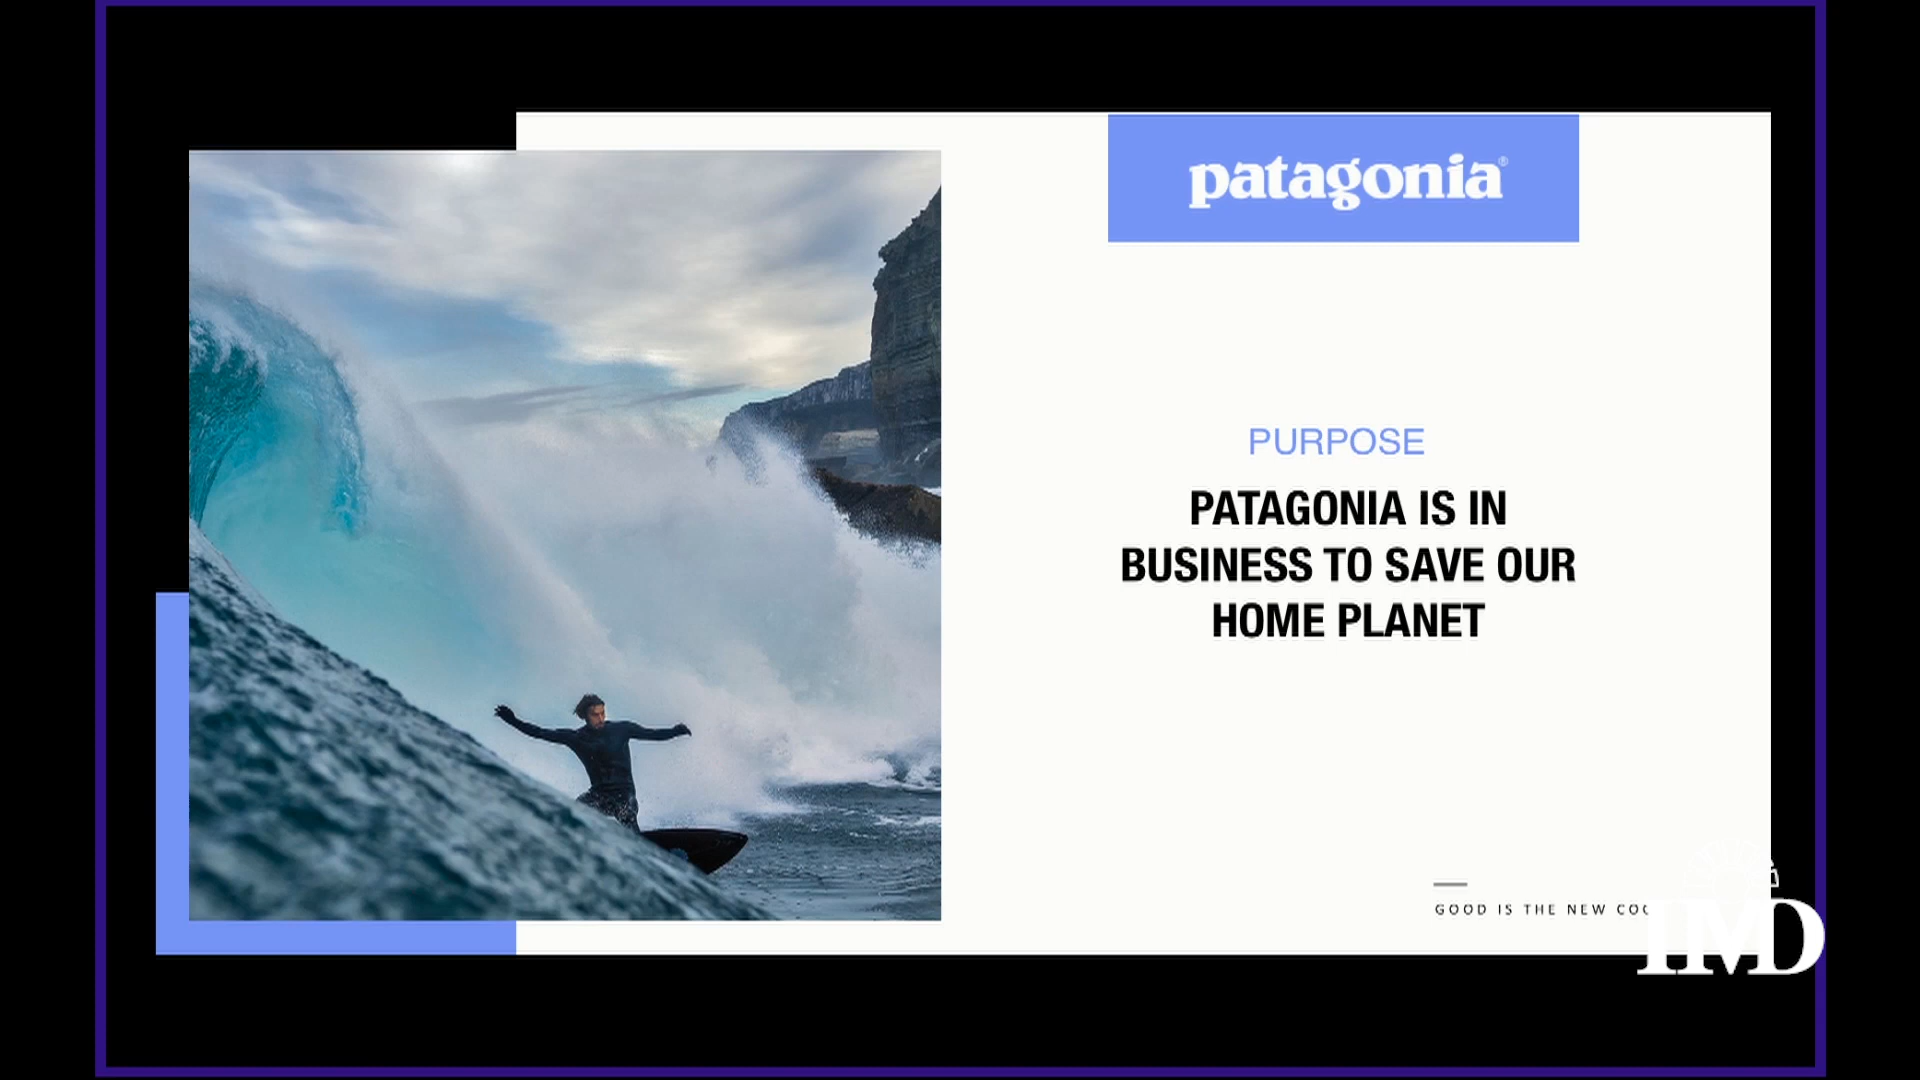 patagonia®
PURPOSE
PATAGONIA IS IN
BUSINESS TO SAVE OUR
HOME PLANET
GOOD IS THE NEW
IMD